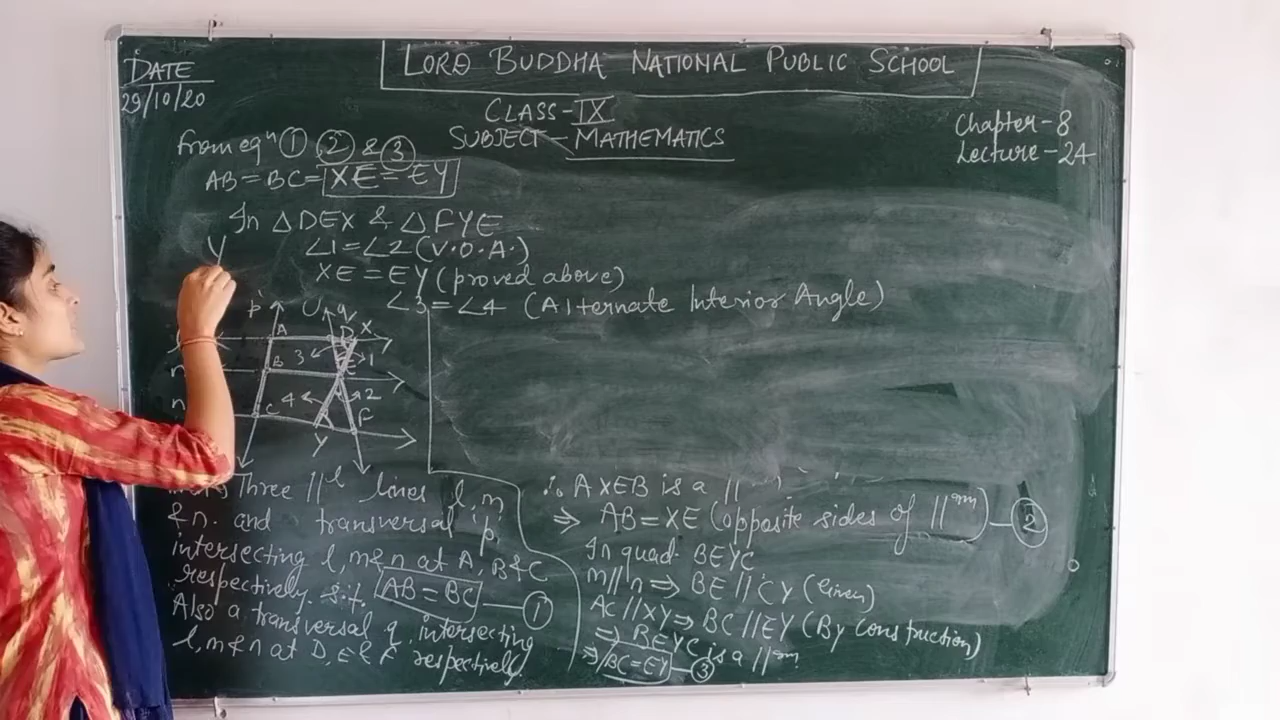 DATE
29/10/20
LORD BUDDHA NATIONAL PUBLIC SCHOOL
CLASS-IX
SUBJECT - MATHEMATICS
Chapter-8
Lecture-24
From eqⁿ ① ② & ③
AB = BC = XE = EY
In △DEX & △FYE
∠1 = ∠2 (V.O.A.)
XE = EY (proved above)
∠3 = ∠4 (Alternate Interior Angle)
Y
p
q
A
D
X
B
3
E
1
n
C
4
2
F
Y
Three ||ˡ lines l, m
& n. and transversal p,
intersecting l, m & n at A, B & C
respectively s.t. AB = BC — ①
Also a transversal q, intersecting
l, m & n at D, E & F respectively.
∴ AXEB is a ||
⇒ AB = XE (opposite sides of ||ᵍᵐ) — ②
In quad. BEYC
m||n ⇒ BE || CY (Given)
AC || XY ⇒ BC || EY (By construction)
⇒ BEYC is a ||ᵍᵐ
⇒ BC = EY — ③